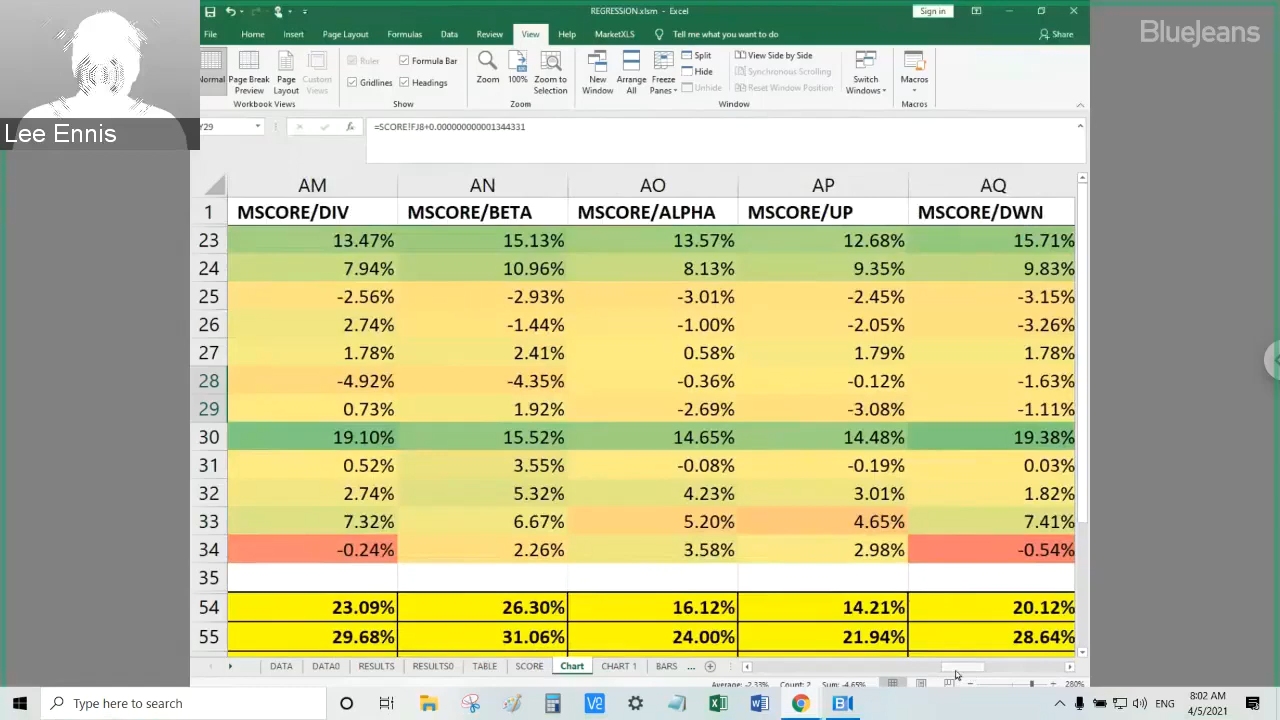 REGRESSION.xlsm - Excel
Sign in
BlueJeans
File Home Insert Page Layout Formulas Data Review View Help MarketXLS Tell me what you want to do Share
Normal Page Break Preview Page Layout Custom Views
Workbook Views
Ruler Formula Bar
Gridlines Headings
Show
Zoom 100% Zoom to Selection
Zoom
New Window Arrange All Freeze Panes
Split
Hide
Unhide
View Side by Side
Synchronous Scrolling
Reset Window Position
Window
Switch Windows
Macros
Macros
Lee Ennis
Y29 =SCORE!FJ8+0.000000000001344331
AM AN AO AP AQ
1 MSCORE/DIV MSCORE/BETA MSCORE/ALPHA MSCORE/UP MSCORE/DWN
23 13.47% 15.13% 13.57% 12.68% 15.71%
24 7.94% 10.96% 8.13% 9.35% 9.83%
25 -2.56% -2.93% -3.01% -2.45% -3.15%
26 2.74% -1.44% -1.00% -2.05% -3.26%
27 1.78% 2.41% 0.58% 1.79% 1.78%
28 -4.92% -4.35% -0.36% -0.12% -1.63%
29 0.73% 1.92% -2.69% -3.08% -1.11%
30 19.10% 15.52% 14.65% 14.48% 19.38%
31 0.52% 3.55% -0.08% -0.19% 0.03%
32 2.74% 5.32% 4.23% 3.01% 1.82%
33 7.32% 6.67% 5.20% 4.65% 7.41%
34 -0.24% 2.26% 3.58% 2.98% -0.54%
35
54 23.09% 26.30% 16.12% 14.21% 20.12%
55 29.68% 31.06% 24.00% 21.94% 28.64%
DATA DATA0 RESULTS RESULTS0 TABLE SCORE Chart CHART 1 BARS ...
Average: -2.33% Count: 2 Sum: -4.65% 280%
Type here to search
ENG
8:02 AM
4/5/2021